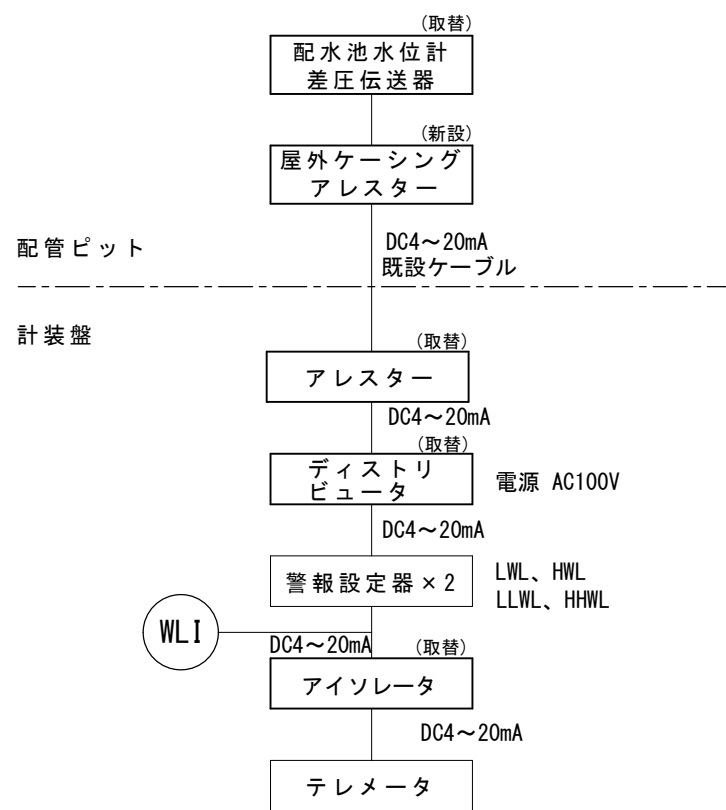 (取替)
配水池水位計
差圧伝送器
(新設)
屋外ケーシング
アレスター
配管ピット
DC4～20mA
既設ケーブル
計装盤
(取替)
アレスター
DC4～20mA
(取替)
ディストリ
ビュータ
電源 AC100V
DC4～20mA
警報設定器×2
LWL、HWL
LLWL、HHWL
WLI
DC4～20mA
(取替)
アイソレータ
DC4～20mA
テレメータ